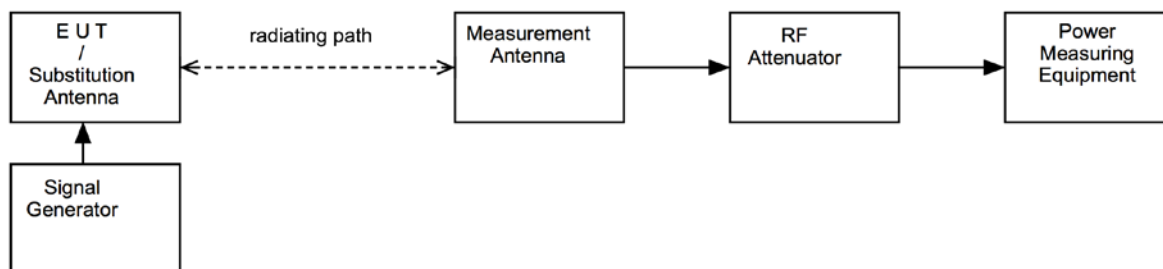 E U T
/
Substitution
Antenna
radiating path
Measurement
Antenna
RF
Attenuator
Power
Measuring
Equipment
Signal
Generator